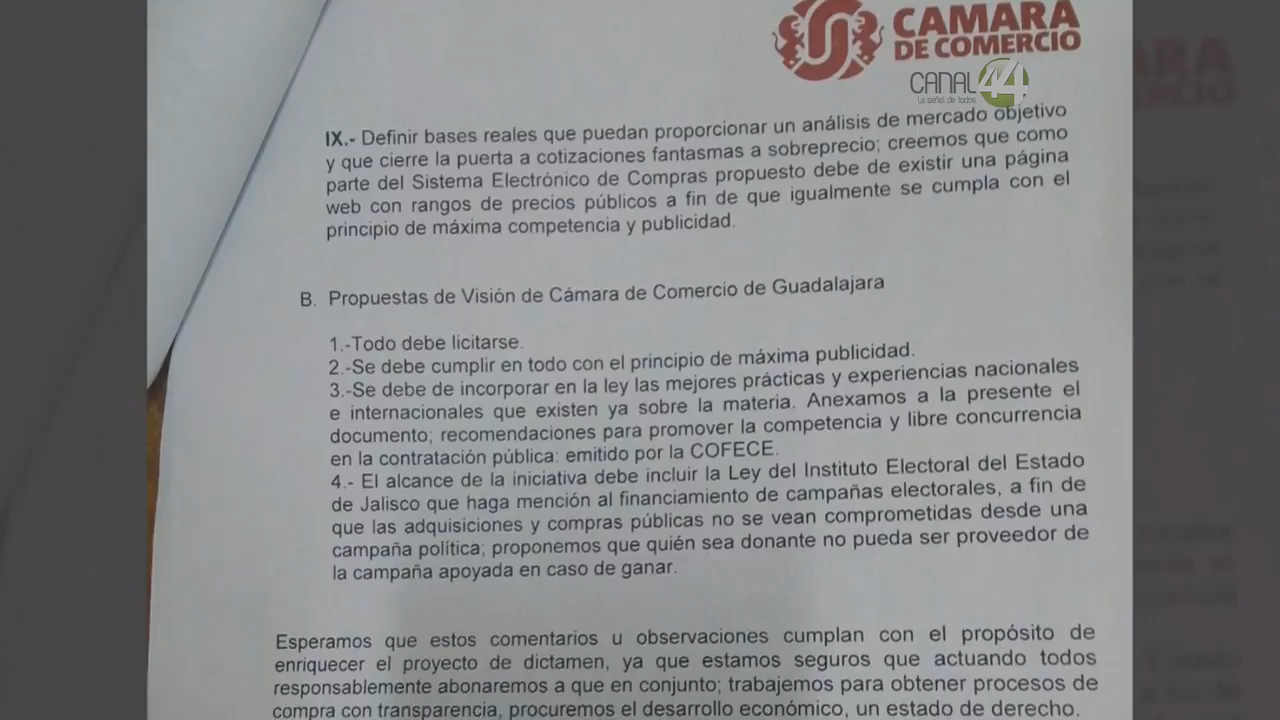 CAMARA
DE COMERCIO
CANAL 44
La señal de todos
IX.- Definir bases reales que puedan proporcionar un análisis de mercado objetivo
y que cierre la puerta a cotizaciones fantasmas a sobreprecio; creemos que como
parte del Sistema Electrónico de Compras propuesto debe de existir una página
web con rangos de precios públicos a fin de que igualmente se cumpla con el
principio de máxima competencia y publicidad.
B. Propuestas de Visión de Cámara de Comercio de Guadalajara
1.-Todo debe licitarse.
2.-Se debe cumplir en todo con el principio de máxima publicidad.
3.-Se debe de incorporar en la ley las mejores prácticas y experiencias nacionales
e internacionales que existen ya sobre la materia. Anexamos a la presente el
documento; recomendaciones para promover la competencia y libre concurrencia
en la contratación pública: emitido por la COFECE.
4.- El alcance de la iniciativa debe incluir la Ley del Instituto Electoral del Estado
de Jalisco que haga mención al financiamiento de campañas electorales, a fin de
que las adquisiciones y compras públicas no se vean comprometidas desde una
campaña política; proponemos que quién sea donante no pueda ser proveedor de
la campaña apoyada en caso de ganar.
Esperamos que estos comentarios u observaciones cumplan con el propósito de
enriquecer el proyecto de dictamen, ya que estamos seguros que actuando todos
responsablemente abonaremos a que en conjunto; trabajemos para obtener procesos de
compra con transparencia, procuremos el desarrollo económico, un estado de derecho.